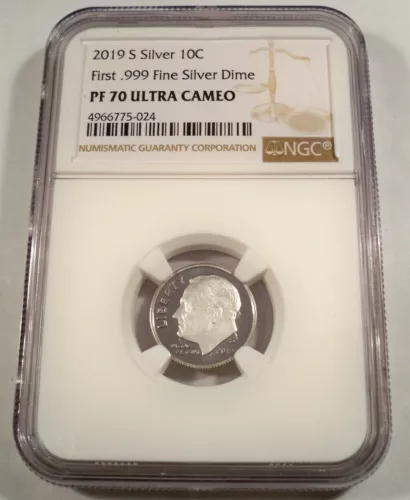 2019 S Silver 10C
First .999 Fine Silver Dime
PF 70 ULTRA CAMEO
4966775-024
NUMISMATIC GUARANTY CORPORATION
NGC®
LIBERTY